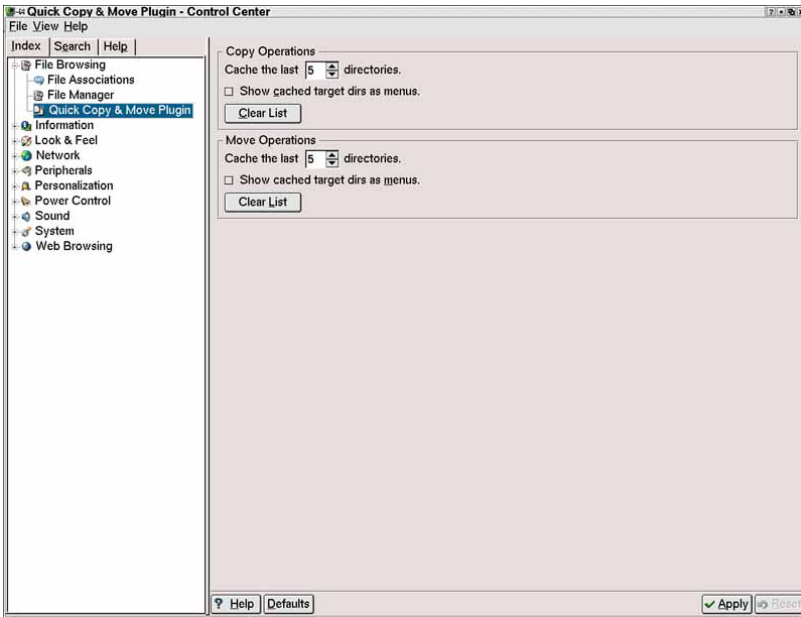 Quick Copy & Move Plugin - Control Center
File View Help
Index Search Help
File Browsing
File Associations
File Manager
Quick Copy & Move Plugin
Information
Look & Feel
Network
Peripherals
Personalization
Power Control
Sound
System
Web Browsing
Copy Operations
Cache the last 5 directories.
Show cached target dirs as menus.
Clear List
Move Operations
Cache the last 5 directories.
Show cached target dirs as menus.
Clear List
? Help Defaults Apply Reset